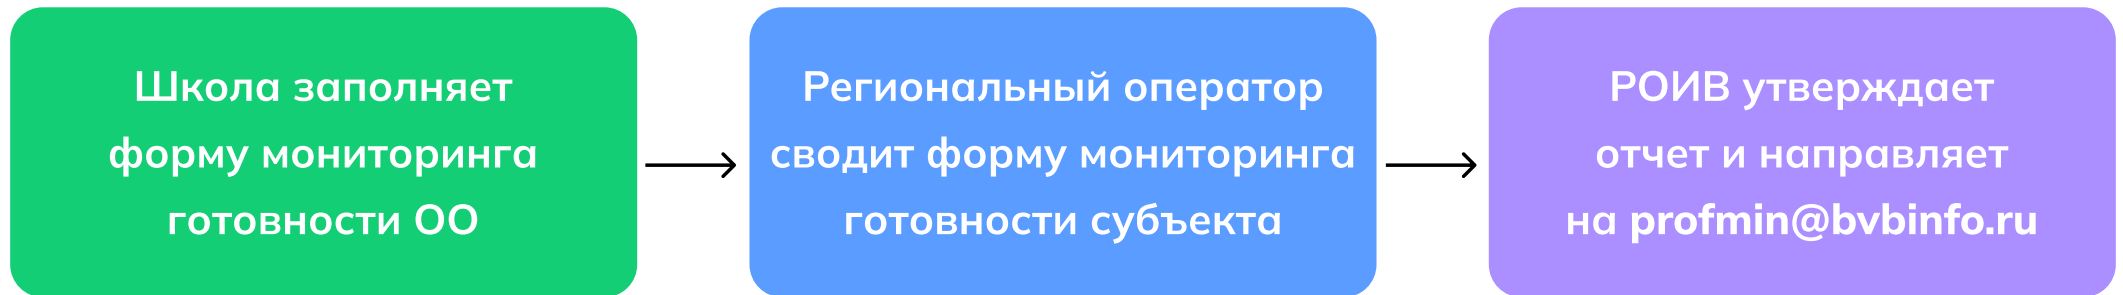 Школа заполняет
форму мониторинга
готовности ОО
Региональный оператор
сводит форму мониторинга
готовности субъекта
РОИВ утверждает
отчет и направляет
на profmin@bvbinfo.ru